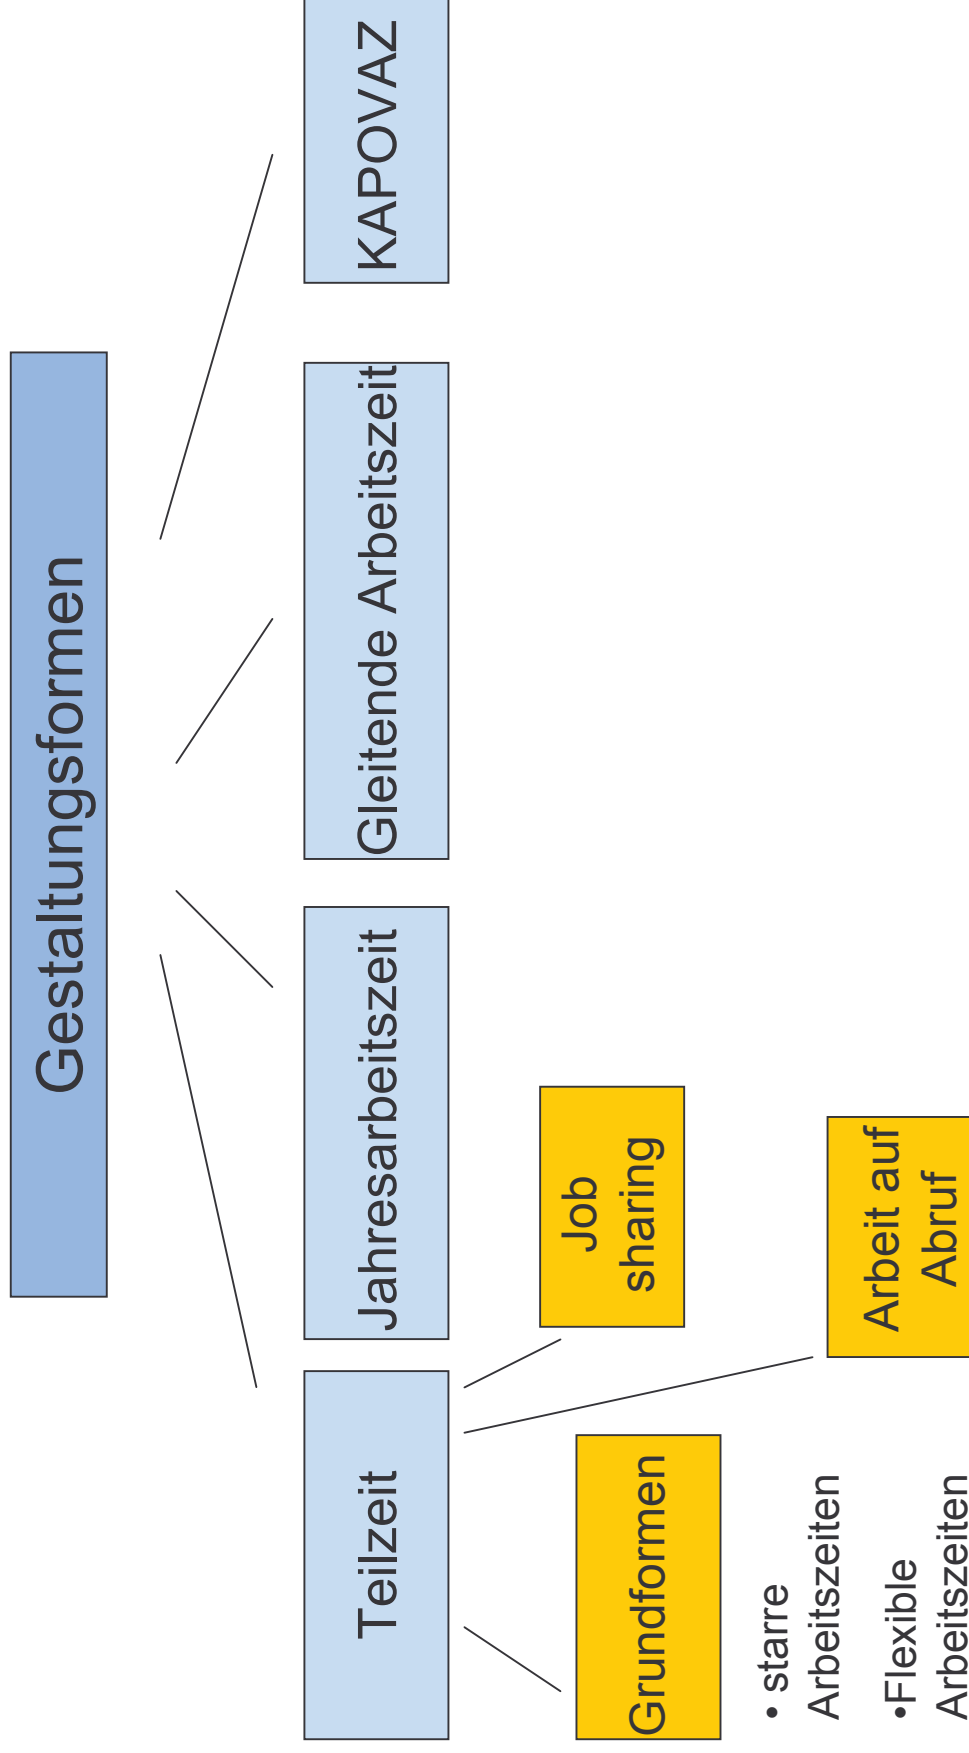 Gestaltungsformen
Teilzeit
Jahresarbeitszeit
Gleitende Arbeitszeit
KAPOVAZ
Grundformen
Job
sharing
Arbeit auf
Abruf
• starre
Arbeitszeiten
•Flexible
Arbeitszeiten